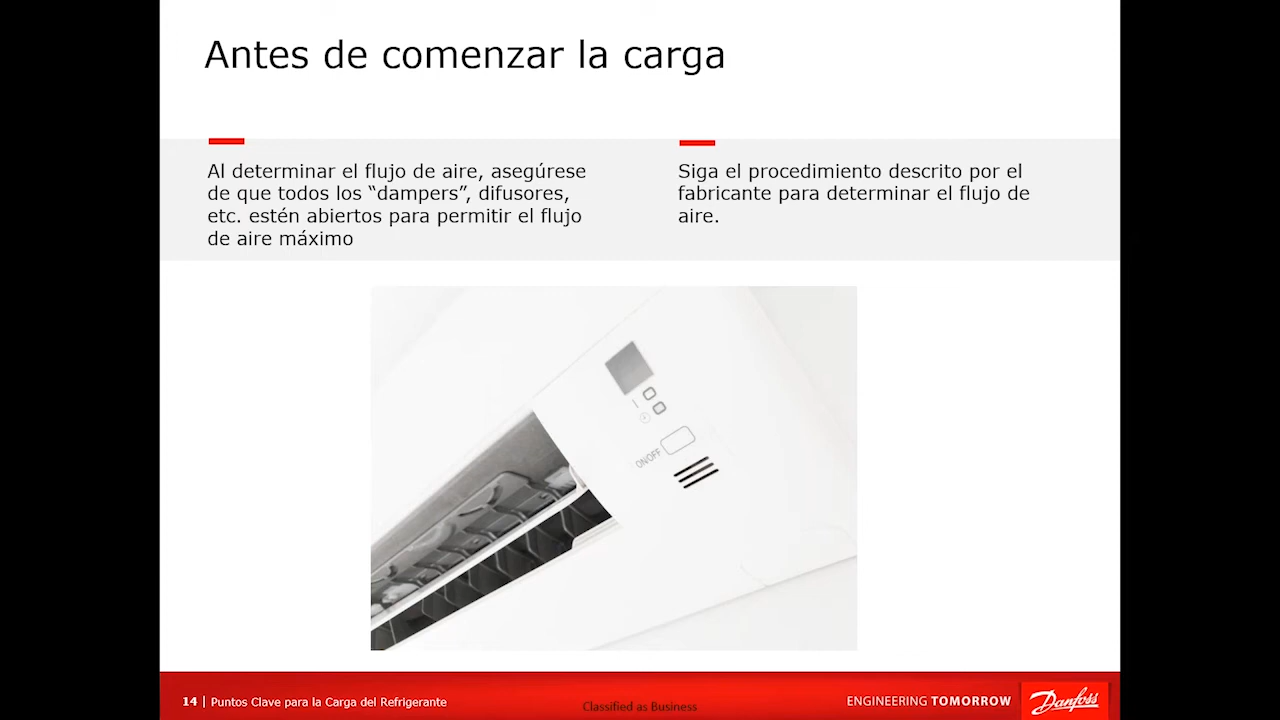 Antes de comenzar la carga
Al determinar el flujo de aire, asegúrese
de que todos los “dampers”, difusores,
etc. estén abiertos para permitir el flujo
de aire máximo
Siga el procedimiento descrito por el
fabricante para determinar el flujo de
aire.
ON/OFF
14 | Puntos Clave para la Carga del Refrigerante
Classified as Business
ENGINEERING TOMORROW
Danfoss